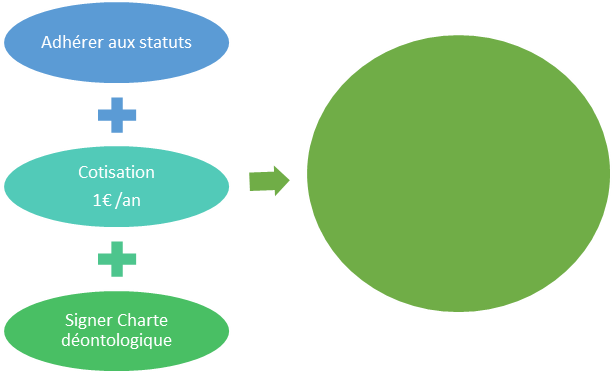 Adhérer aux statuts
Cotisation
1€ /an
Signer Charte
déontologique